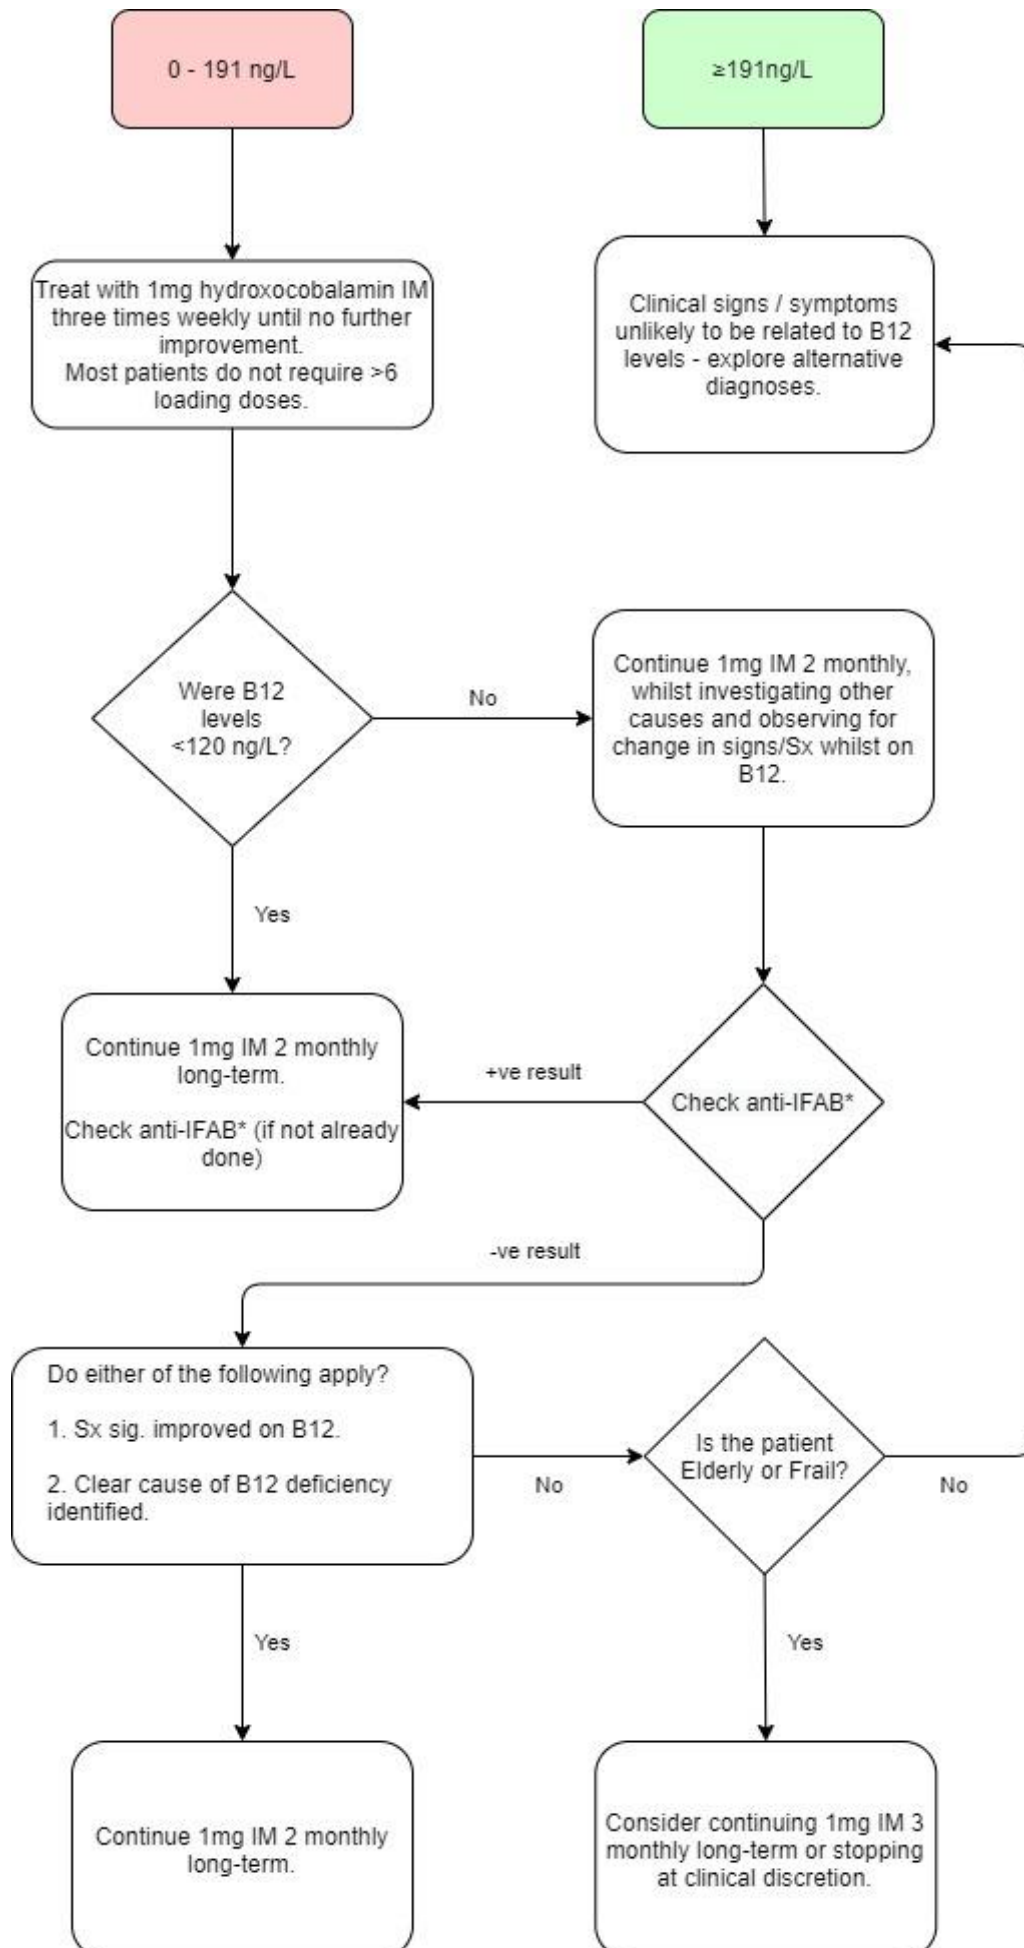 0 - 191 ng/L
≥191ng/L
Treat with 1mg hydroxocobalamin IM
three times weekly until no further
improvement.
Most patients do not require >6
loading doses.
Clinical signs / symptoms
unlikely to be related to B12
levels - explore alternative
diagnoses.
Were B12
levels
<120 ng/L?
No
Continue 1mg IM 2 monthly,
whilst investigating other
causes and observing for
change in signs/Sx whilst on
B12.
Yes
Continue 1mg IM 2 monthly
long-term.
Check anti-IFAB* (if not already
done)
+ve result
Check anti-IFAB*
-ve result
Do either of the following apply?
1. Sx sig. improved on B12.
2. Clear cause of B12 deficiency
identified.
No
Is the patient
Elderly or Frail?
No
Yes
Yes
Continue 1mg IM 2 monthly
long-term.
Consider continuing 1mg IM 3
monthly long-term or stopping
at clinical discretion.